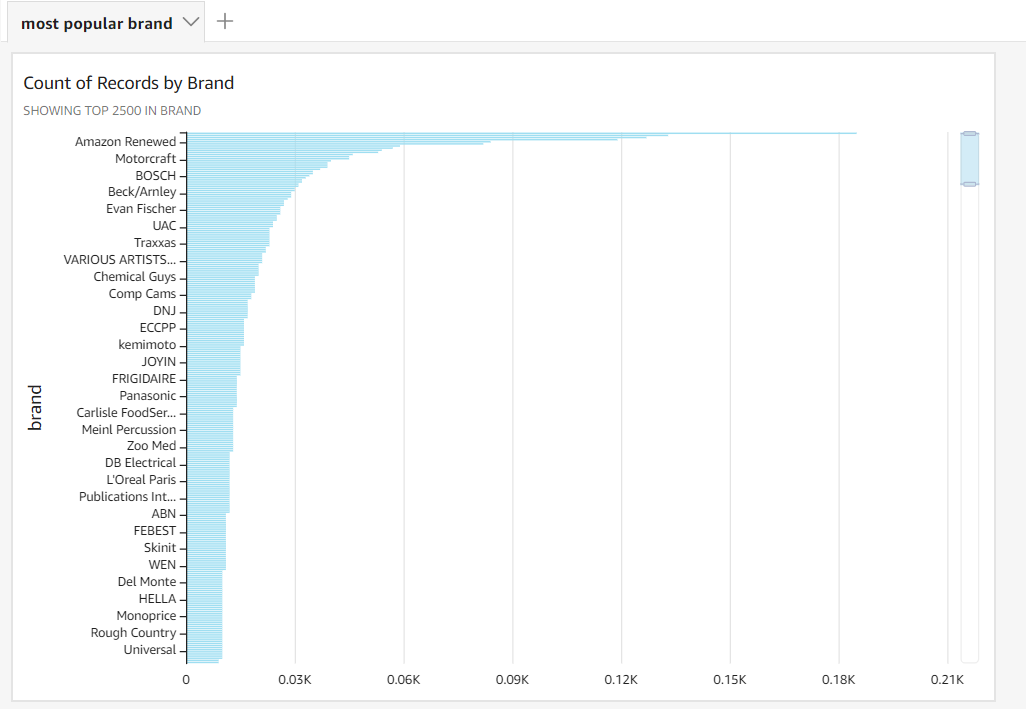 most popular brand
Count of Records by Brand
SHOWING TOP 2500 IN BRAND
brand
Amazon Renewed
Motorcraft
BOSCH
Beck/Arnley
Evan Fischer
UAC
Traxxas
VARIOUS ARTISTS...
Chemical Guys
Comp Cams
DNJ
ECCPP
kemimoto
JOYIN
FRIGIDAIRE
Panasonic
Carlisle FoodSer...
Meinl Percussion
Zoo Med
DB Electrical
L'Oreal Paris
Publications Int...
ABN
FEBEST
Skinit
WEN
Del Monte
HELLA
Monoprice
Rough Country
Universal
0 0.03K 0.06K 0.09K 0.12K 0.15K 0.18K 0.21K